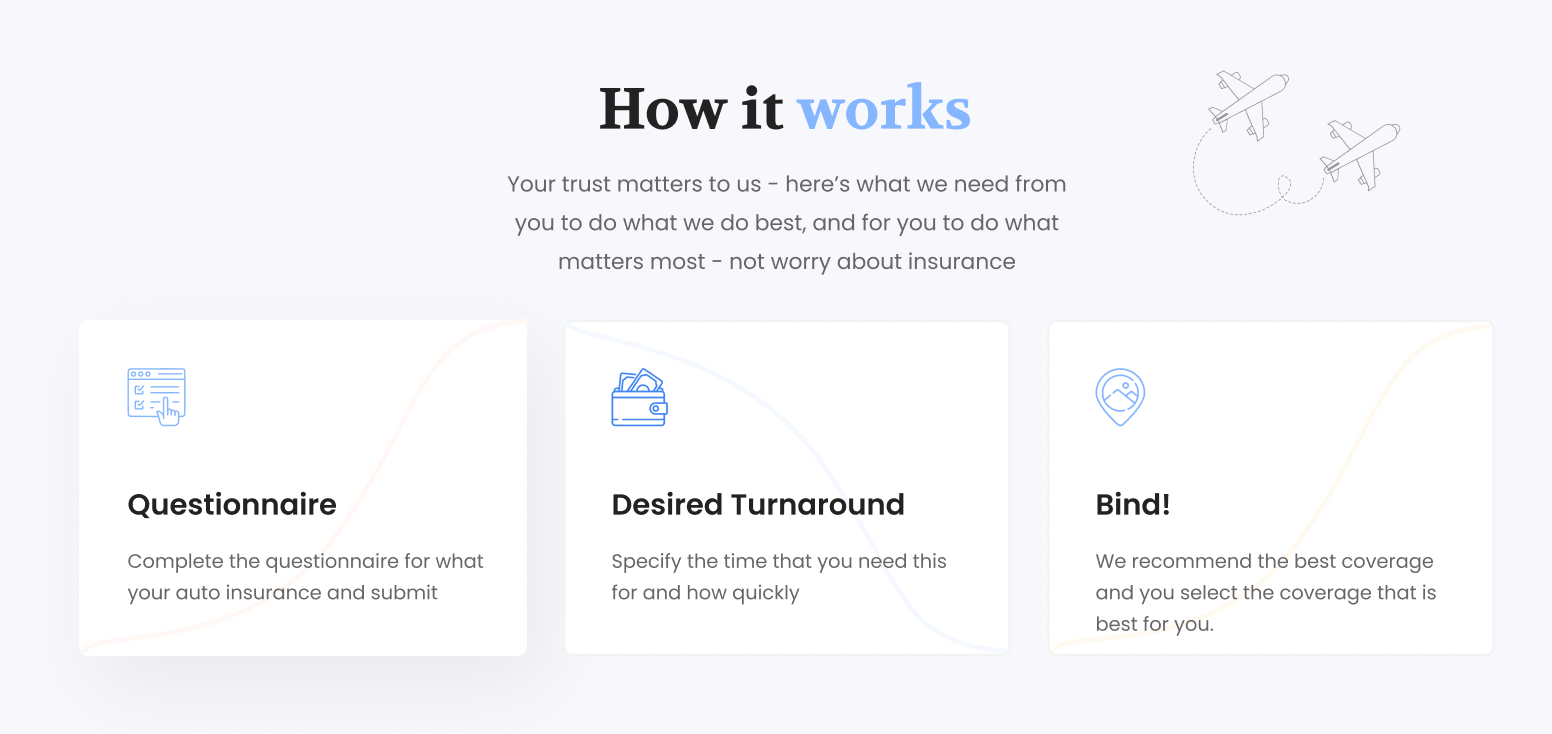 How it works
Your trust matters to us - here’s what we need from
you to do what we do best, and for you to do what
matters most - not worry about insurance
Questionnaire
Complete the questionnaire for what
your auto insurance and submit
Desired Turnaround
Specify the time that you need this
for and how quickly
Bind!
We recommend the best coverage
and you select the coverage that is
best for you.